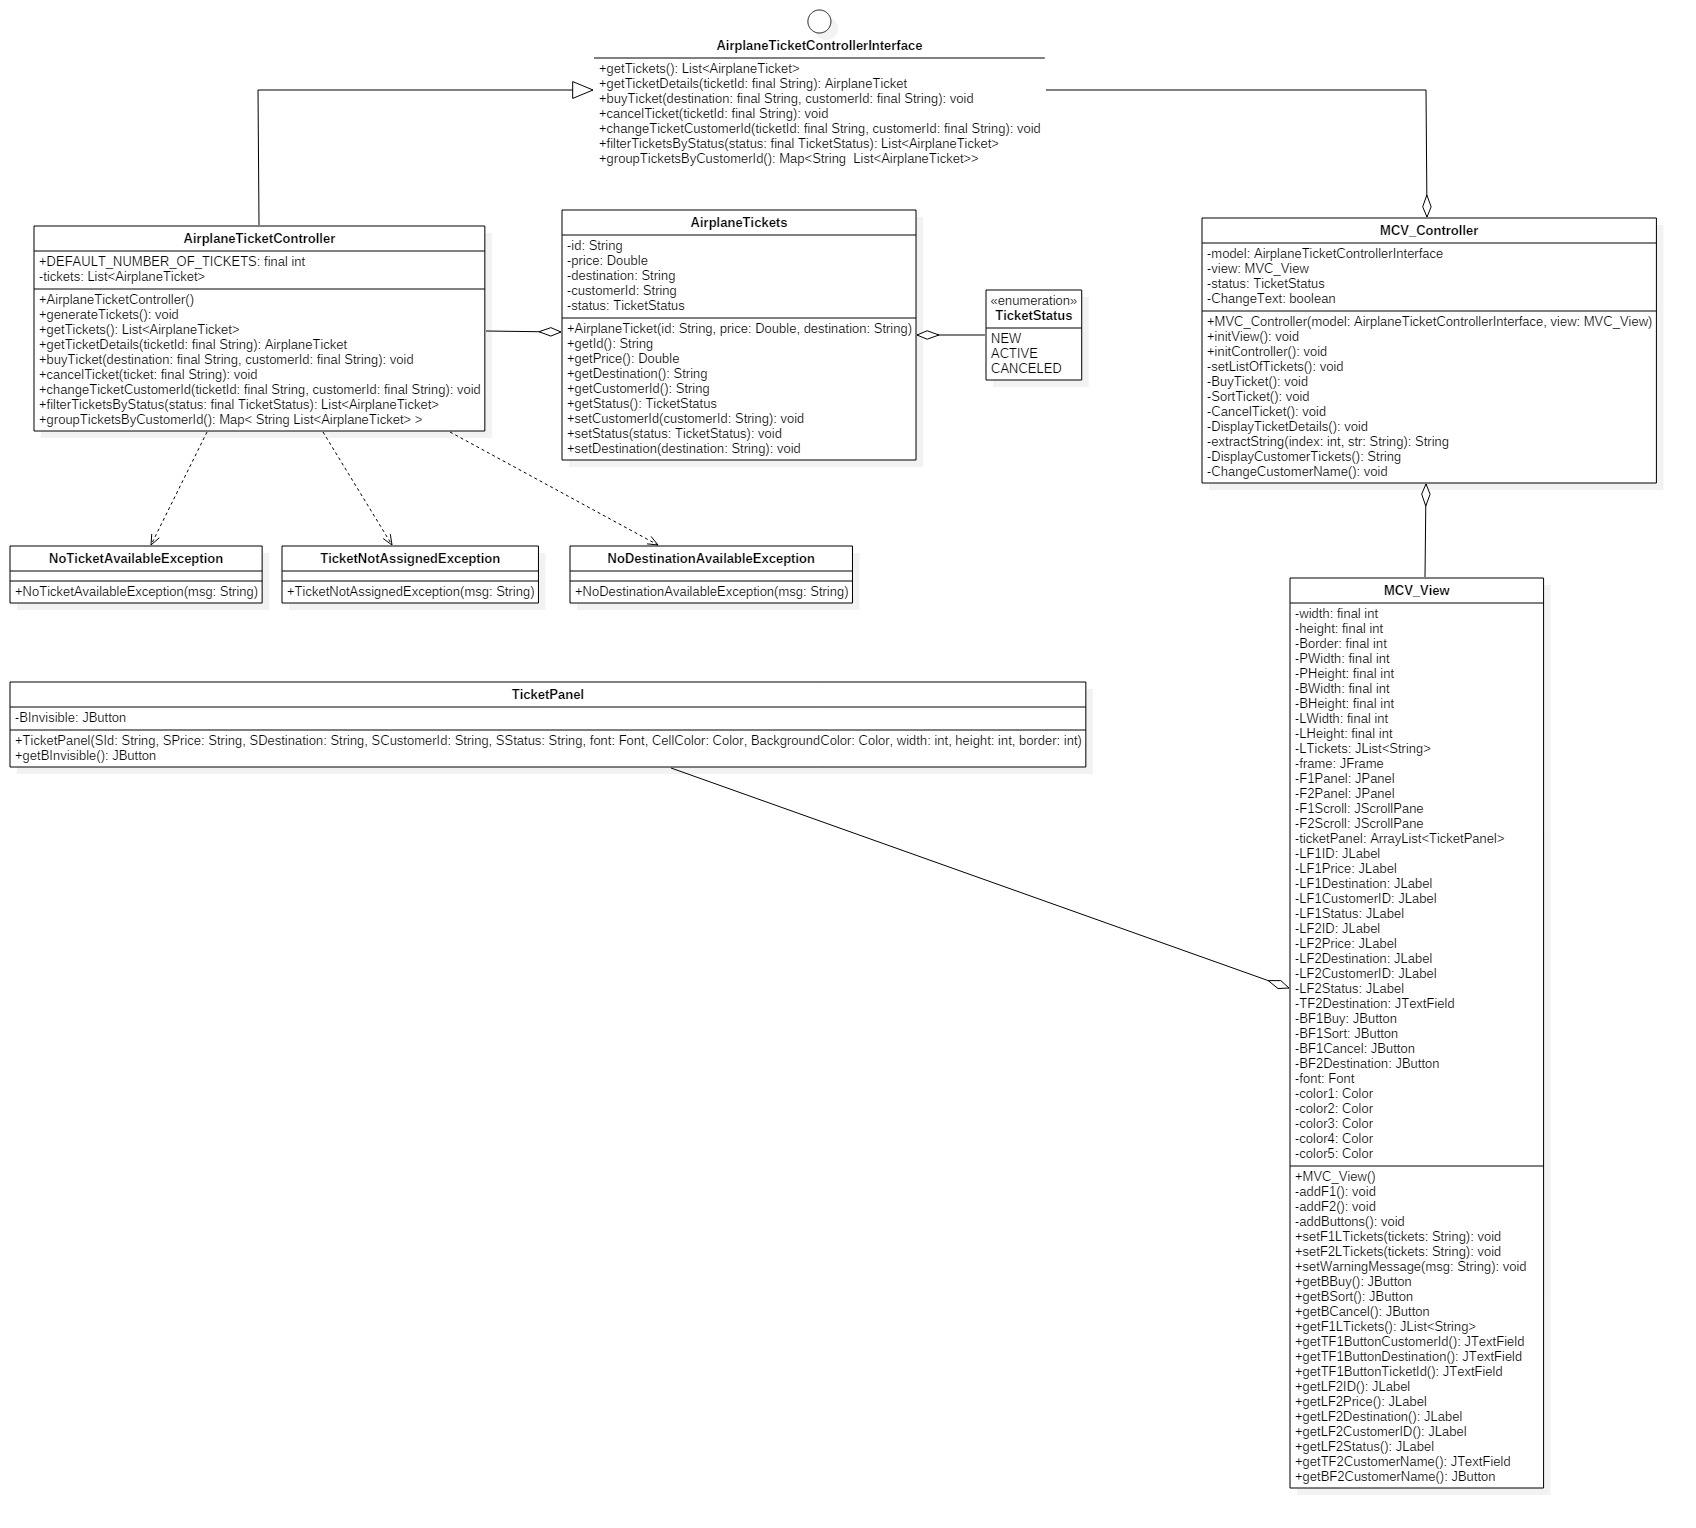 AirplaneTicketControllerInterface
+getTickets(): List<AirplaneTicket>
+getTicketDetails(ticketId: final String): AirplaneTicket
+buyTicket(destination: final String, customerId: final String): void
+cancelTicket(ticketId: final String): void
+changeTicketCustomerId(ticketId: final String, customerId: final String): void
+filterTicketsByStatus(status: final TicketStatus): List<AirplaneTicket>
+groupTicketsByCustomerId(): Map<String  List<AirplaneTicket>>
AirplaneTicketController
+DEFAULT_NUMBER_OF_TICKETS: final int
-tickets: List<AirplaneTicket>
+AirplaneTicketController()
+generateTickets(): void
+getTickets(): List<AirplaneTicket>
+getTicketDetails(ticketId: final String): AirplaneTicket
+buyTicket(destination: final String, customerId: final String): void
+cancelTicket(ticket: final String): void
+changeTicketCustomerId(ticketId: final String, customerId: final String): void
+filterTicketsByStatus(status: final TicketStatus): List<AirplaneTicket>
+groupTicketsByCustomerId(): Map< String List<AirplaneTicket> >
AirplaneTickets
-id: String
-price: Double
-destination: String
-customerId: String
-status: TicketStatus
+AirplaneTicket(id: String, price: Double, destination: String)
+getId(): String
+getPrice(): Double
+getDestination(): String
+getCustomerId(): String
+getStatus(): TicketStatus
+setCustomerId(customerId: String): void
+setStatus(status: TicketStatus): void
+setDestination(destination: String): void
«enumeration»
TicketStatus
NEW
ACTIVE
CANCELED
MCV_Controller
-model: AirplaneTicketControllerInterface
-view: MVC_View
-status: TicketStatus
-ChangeText: boolean
+MVC_Controller(model: AirplaneTicketControllerInterface, view: MVC_View)
+initView(): void
+initController(): void
-setListOfTickets(): void
-BuyTicket(): void
-SortTicket(): void
-CancelTicket(): void
-DisplayTicketDetails(): void
-extractString(index: int, str: String): String
-DisplayCustomerTickets(): String
-ChangeCustomerName(): void
NoTicketAvailableException
+NoTicketAvailableException(msg: String)
TicketNotAssignedException
+TicketNotAssignedException(msg: String)
NoDestinationAvailableException
+NoDestinationAvailableException(msg: String)
TicketPanel
-BInvisible: JButton
+TicketPanel(SId: String, SPrice: String, SDestination: String, SCustomerId: String, SStatus: String, font: Font, CellColor: Color, BackgroundColor: Color, width: int, height: int, border: int)
+getBInvisible(): JButton
MCV_View
-width: final int
-height: final int
-Border: final int
-PWidth: final int
-PHeight: final int
-BWidth: final int
-BHeight: final int
-LWidth: final int
-LHeight: final int
-LTickets: JList<String>
-frame: JFrame
-F1Panel: JPanel
-F2Panel: JPanel
-F1Scroll: JScrollPane
-F2Scroll: JScrollPane
-ticketPanel: ArrayList<TicketPanel>
-LF1ID: JLabel
-LF1Price: JLabel
-LF1Destination: JLabel
-LF1CustomerID: JLabel
-LF1Status: JLabel
-LF2ID: JLabel
-LF2Price: JLabel
-LF2Destination: JLabel
-LF2CustomerID: JLabel
-LF2Status: JLabel
-TF2Destination: JTextField
-BF1Buy: JButton
-BF1Sort: JButton
-BF1Cancel: JButton
-BF2Destination: JButton
-font: Font
-color1: Color
-color2: Color
-color3: Color
-color4: Color
-color5: Color
+MVC_View()
-addF1(): void
-addF2(): void
-addButtons(): void
+setF1LTickets(tickets: String): void
+setF2LTickets(tickets: String): void
+setWarningMessage(msg: String): void
+getBBuy(): JButton
+getBSort(): JButton
+getBCancel(): JButton
+getF1LTickets(): JList<String>
+getTF1ButtonCustomerId(): JTextField
+getTF1ButtonDestination(): JTextField
+getTF1ButtonTicketId(): JTextField
+getLF2ID(): JLabel
+getLF2Price(): JLabel
+getLF2Destination(): JLabel
+getLF2CustomerID(): JLabel
+getLF2Status(): JLabel
+getTF2CustomerName(): JTextField
+getBF2CustomerName(): JButton